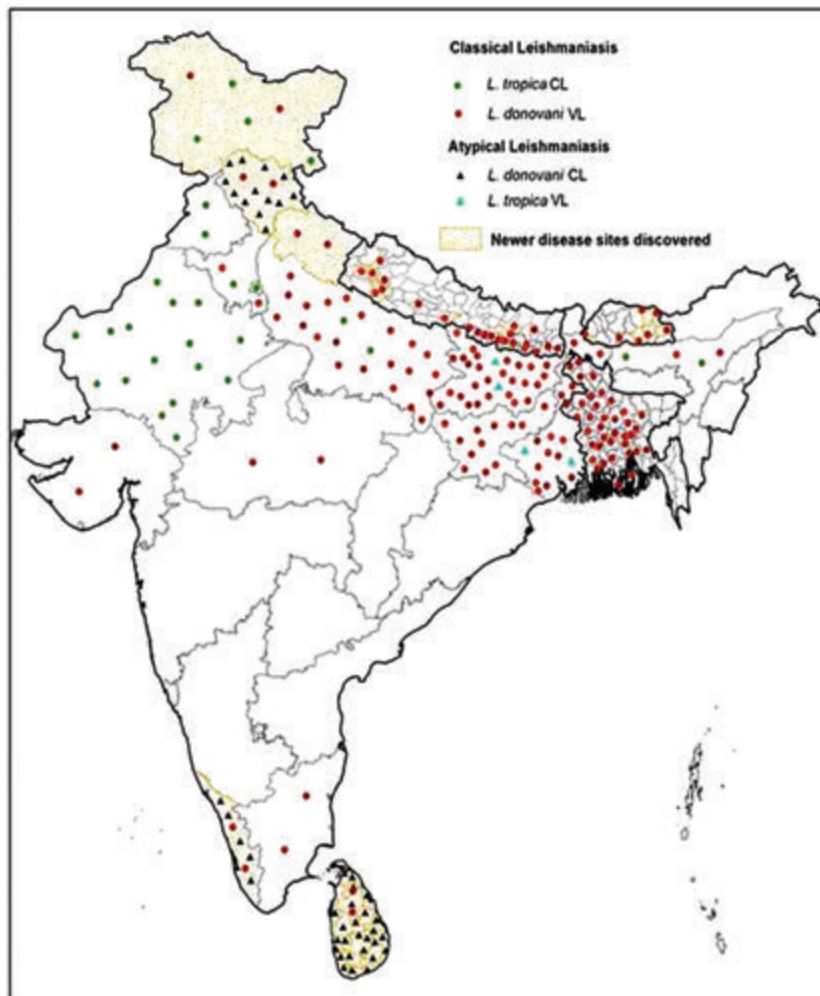 Classical Leishmaniasis
L. tropica CL
L. donovani VL
Atypical Leishmaniasis
L. donovani CL
L. tropica VL
Newer disease sites discovered